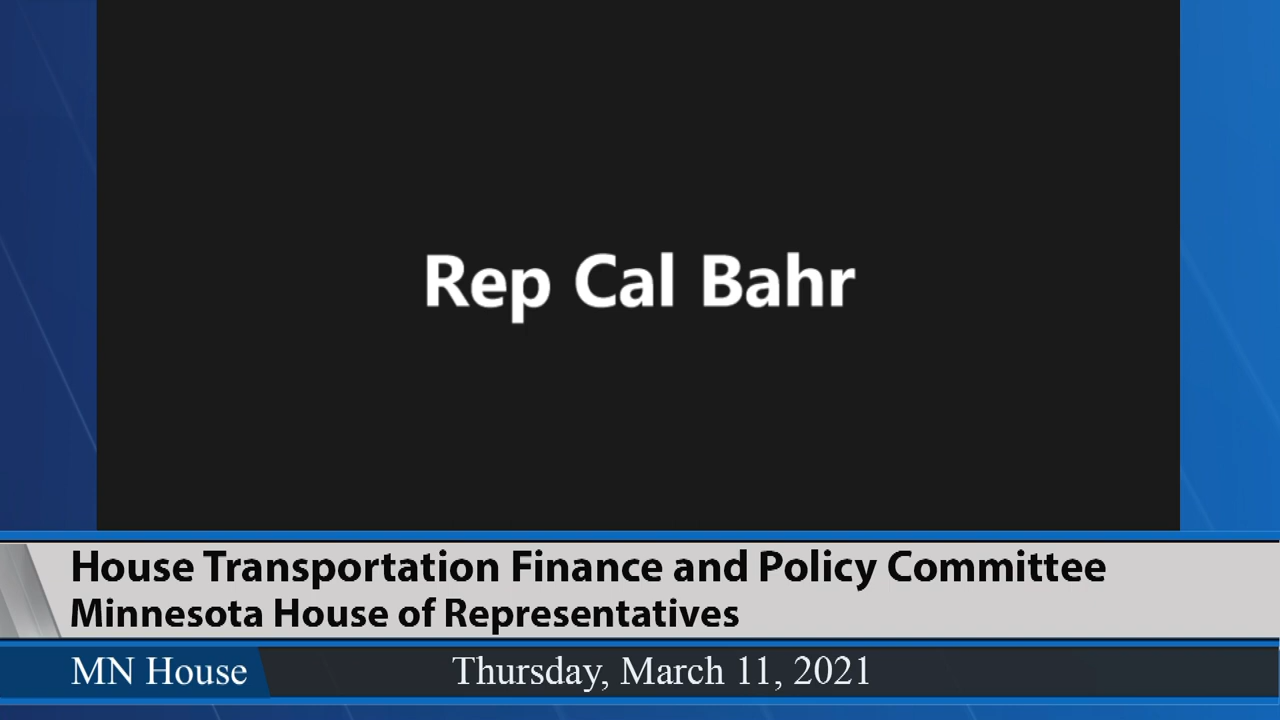 Rep Cal Bahr
House Transportation Finance and Policy Committee
Minnesota House of Representatives
MN House
Thursday, March 11, 2021